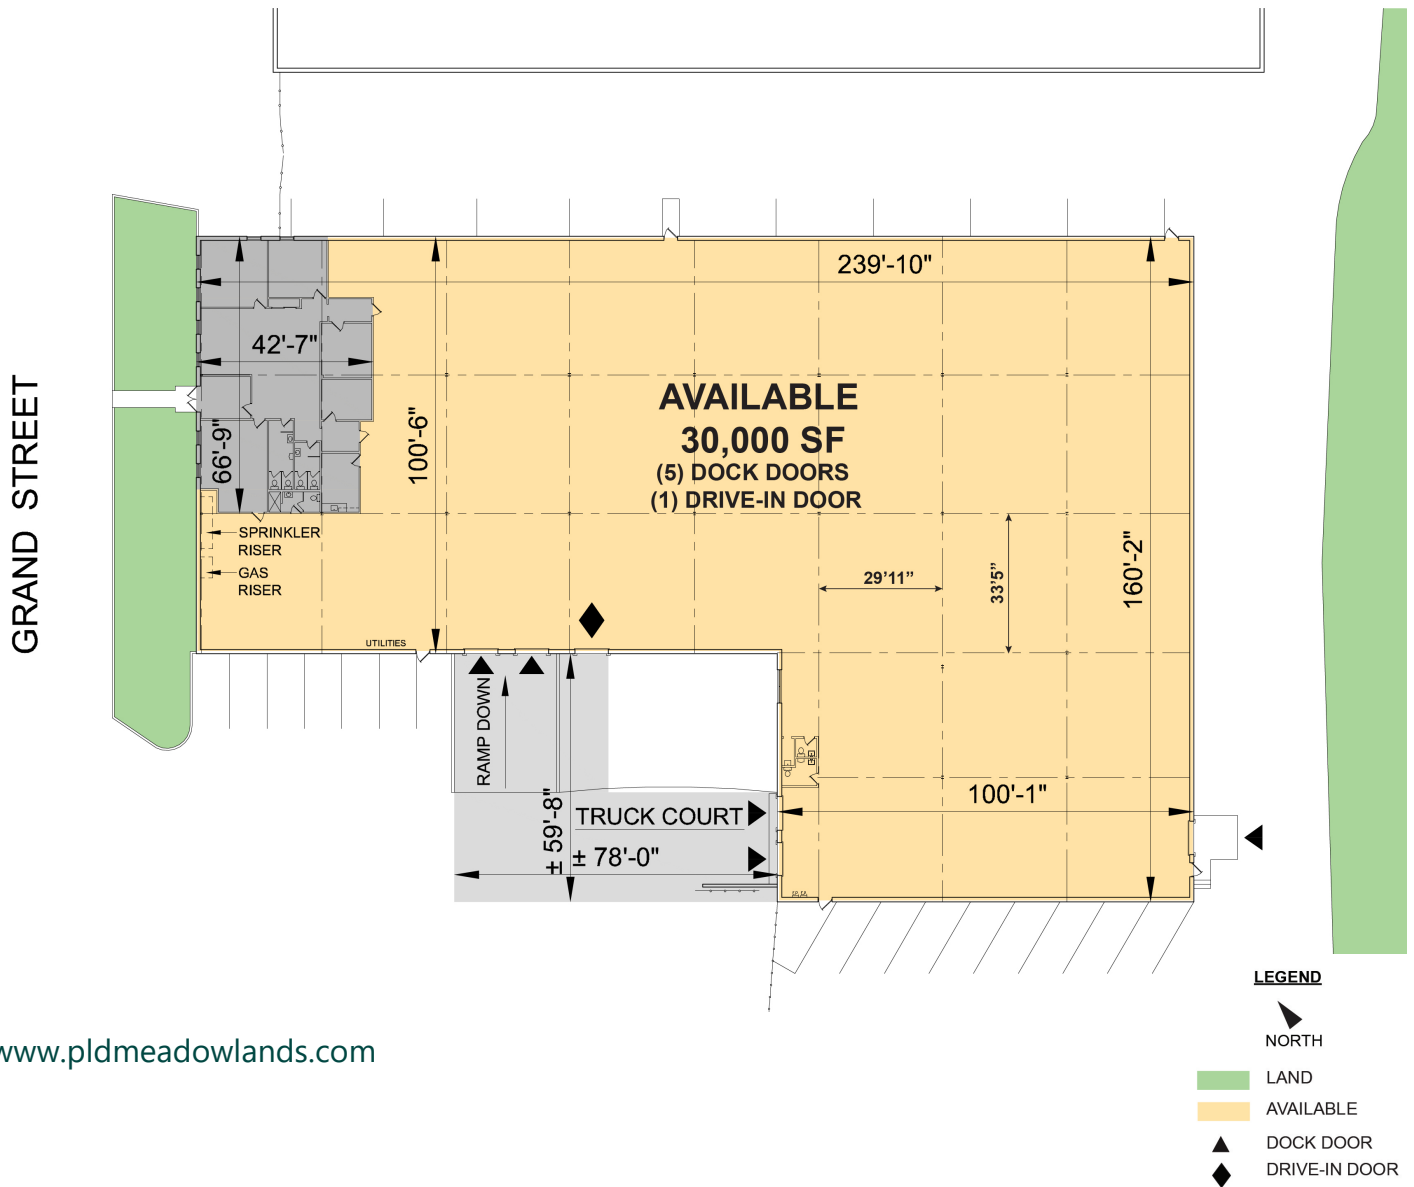 GRAND STREET
239'-10"
42'-7"
66'-9"
100'-6"
AVAILABLE
30,000 SF
(5) DOCK DOORS
(1) DRIVE-IN DOOR
SPRINKLER
RISER
GAS
RISER
29'11"
33'5"
160'-2"
UTILITIES
RAMP DOWN
± 59'-8"
TRUCK COURT
± 78'-0"
100'-1"
LEGEND
NORTH
LAND
AVAILABLE
DOCK DOOR
DRIVE-IN DOOR
www.pldmeadowlands.com